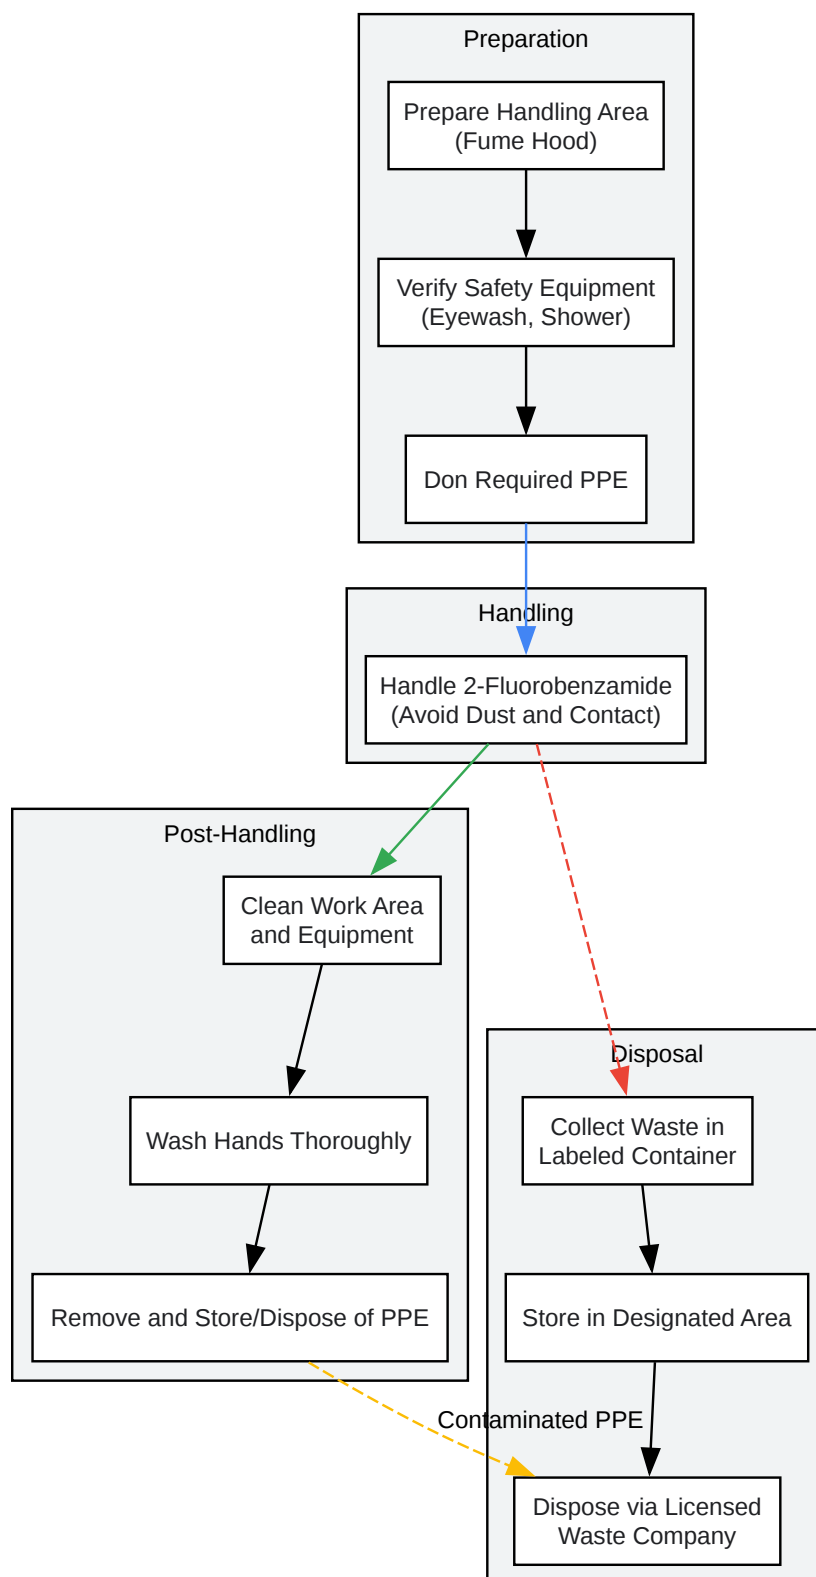 Preparation
Prepare Handling Area
(Fume Hood)
Verify Safety Equipment
(Eyewash, Shower)
Don Required PPE
Handling
Handle 2-Fluorobenzamide
(Avoid Dust and Contact)
Post-Handling
Clean Work Area
and Equipment
Wash Hands Thoroughly
Remove and Store/Dispose of PPE
Disposal
Collect Waste in
Labeled Container
Store in Designated Area
Contaminated PPE
Dispose via Licensed
Waste Company